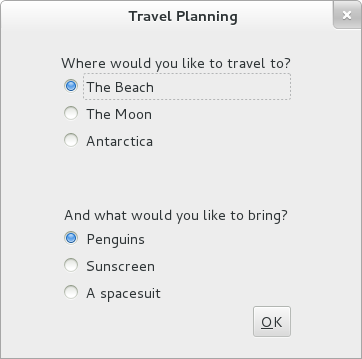 Travel Planning
Where would you like to travel to?
The Beach
The Moon
Antarctica
And what would you like to bring?
Penguins
Sunscreen
A spacesuit
OK